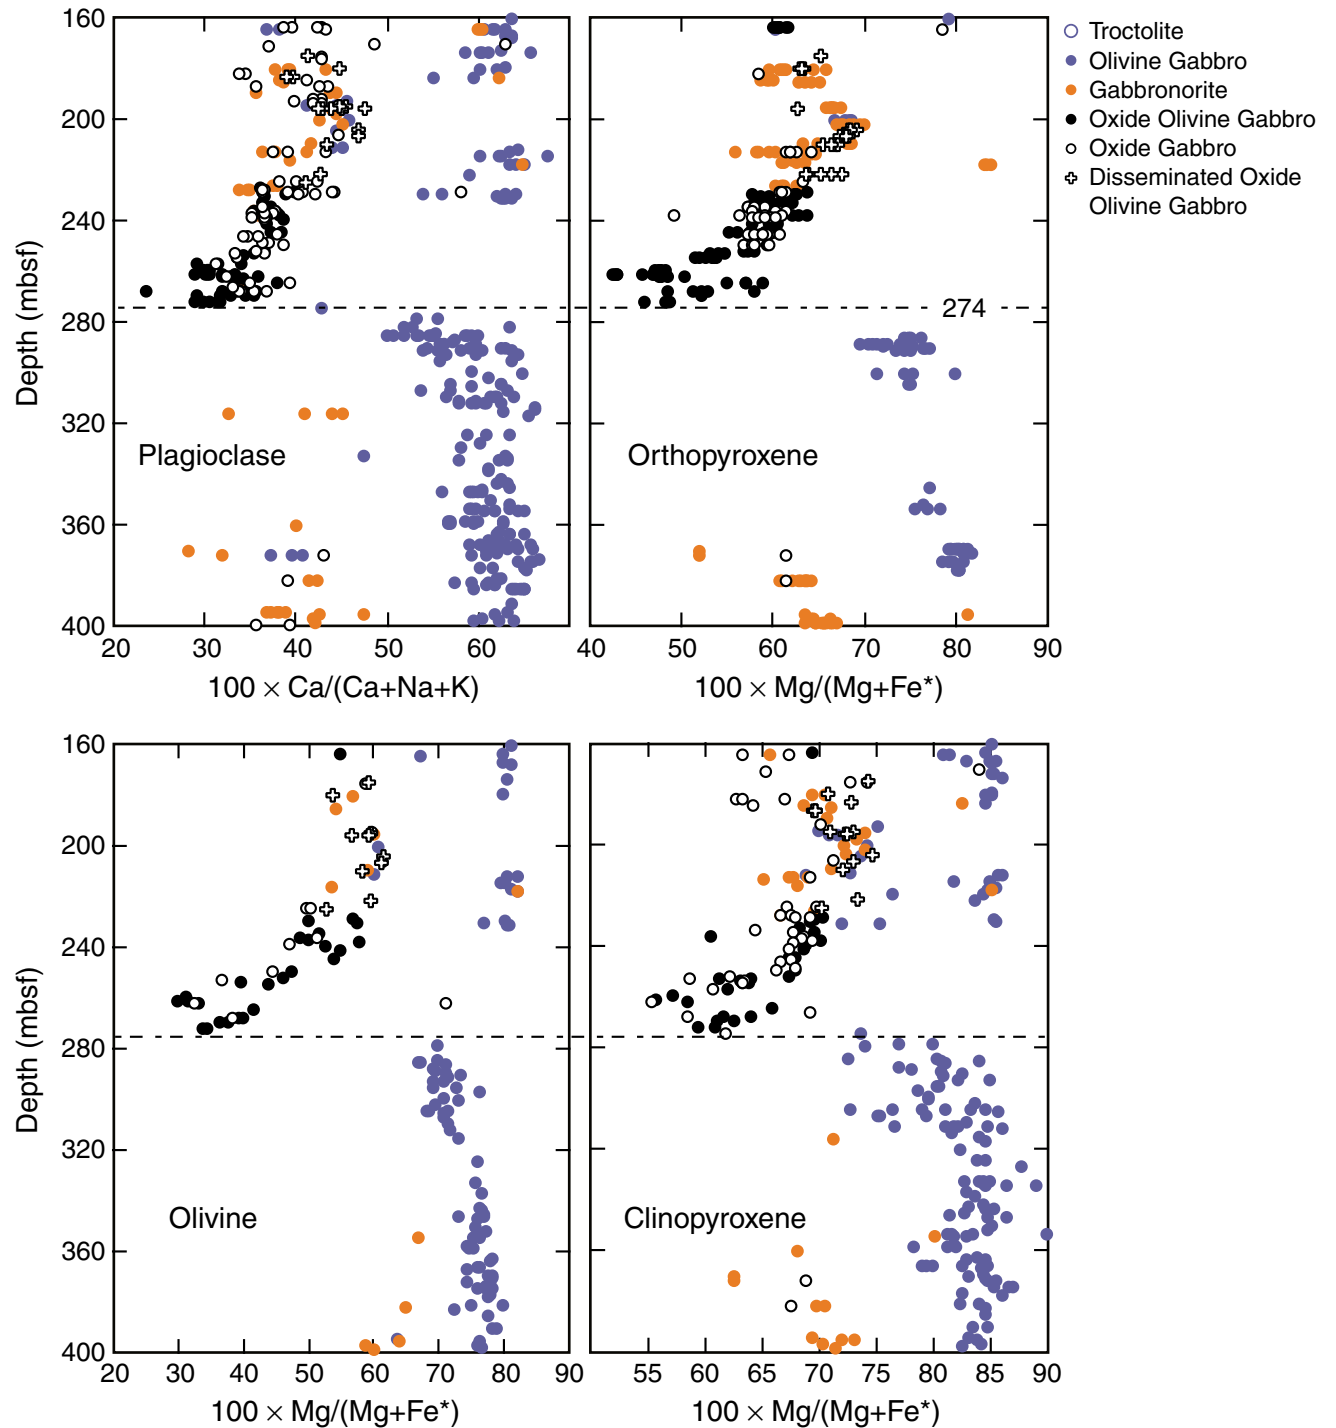 160
200
240
280
320
360
400
Depth (mbsf)
Plagioclase
20 30 40 50 60
100 × Ca/(Ca+Na+K)
274
Orthopyroxene
40 50 60 70 80 90
100 × Mg/(Mg+Fe*)
Troctolite
Olivine Gabbro
Gabbronorite
Oxide Olivine Gabbro
Oxide Gabbro
Disseminated Oxide
Olivine Gabbro
160
200
240
280
320
360
400
Depth (mbsf)
Olivine
20 30 40 50 60 70 80 90
100 × Mg/(Mg+Fe*)
Clinopyroxene
55 60 65 70 75 80 85 90
100 × Mg/(Mg+Fe*)